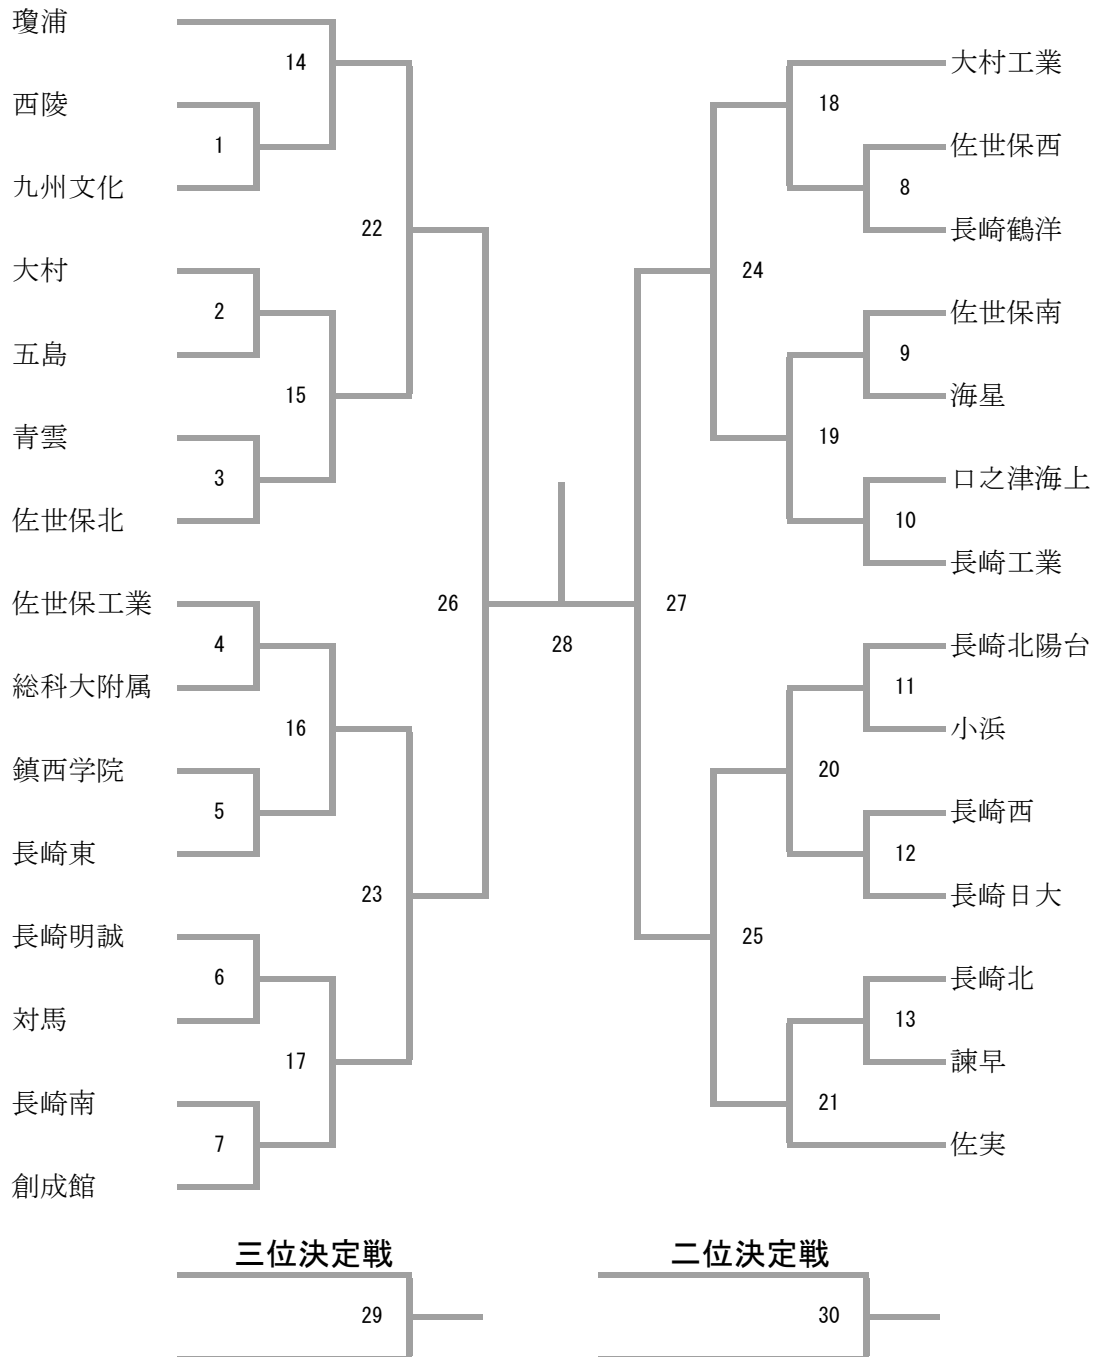 瓊浦
14
西陵
1
九州文化
22
大村
2
五島
15
青雲
3
佐世保北
26
佐世保工業
4
総科大附属
16
鎮西学院
5
長崎東
23
長崎明誠
6
対馬
17
長崎南
7
創成館
28
大村工業
18
佐世保西
8
長崎鶴洋
24
佐世保南
9
海星
19
口之津海上
10
長崎工業
27
長崎北陽台
11
小浜
20
長崎西
12
長崎日大
25
長崎北
13
諫早
21
佐実
三位決定戦
29
二位決定戦
30